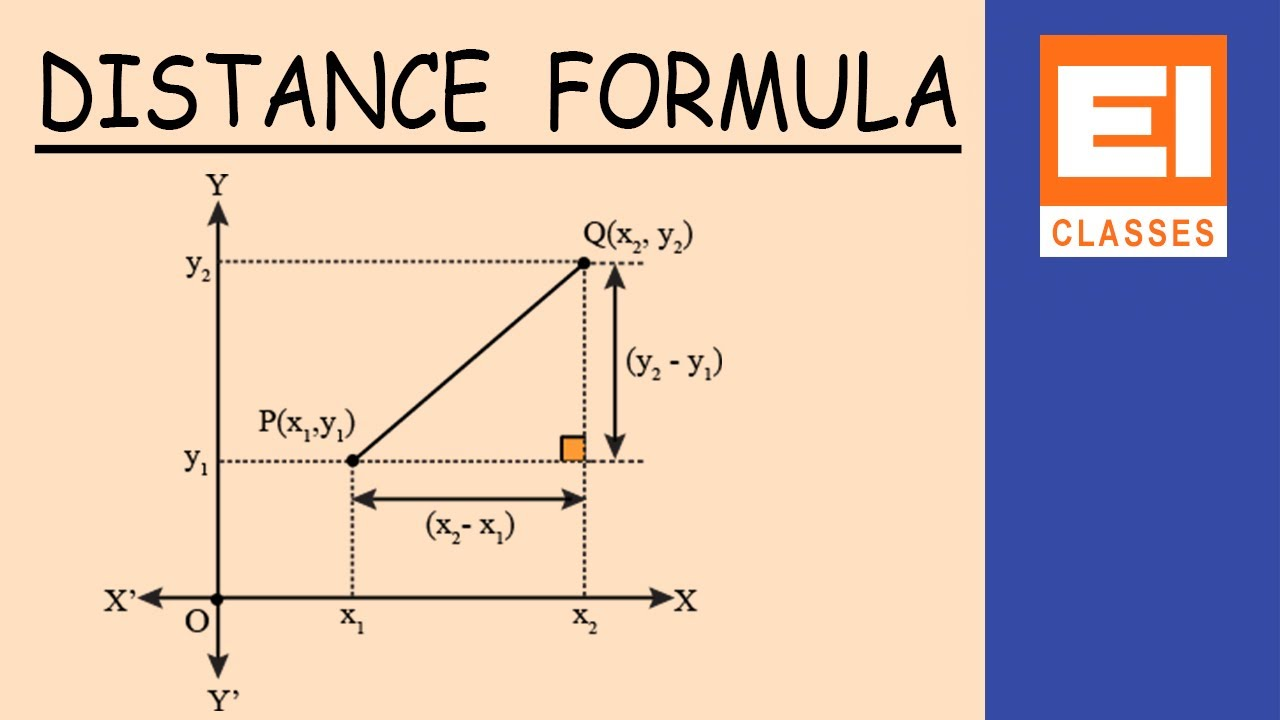 DISTANCE FORMULA
EI
CLASSES
Y
Q(x₂, y₂)
y₂
(y₂ - y₁)
P(x₁,y₁)
y₁
(x₂- x₁)
X’
X
O
x₁
x₂
Y’